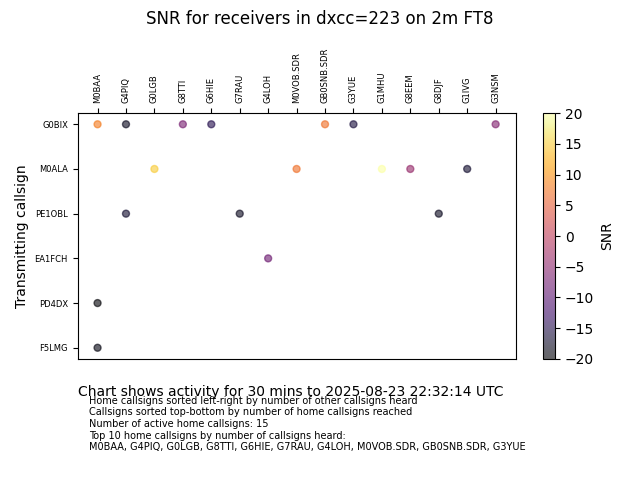 SNR for receivers in dxcc=223 on 2m FT8
M0BAA G4PIQ G0LGB G8TTI G6HIE G7RAU G4LOH M0VOB.SDR GB0SNB.SDR G3YUE G1MHU G8EEM G8DJF G1IVG G3NSM
Transmitting callsign
G0BIX
M0ALA
PE1OBL
EA1FCH
PD4DX
F5LMG
20
15
10
5
0
−5
−10
−15
−20
SNR
Chart shows activity for 30 mins to 2025-08-23 22:32:14 UTC
Home callsigns sorted left-right by number of other callsigns heard
Callsigns sorted top-bottom by number of home callsigns reached
Number of active home callsigns: 15
Top 10 home callsigns by number of callsigns heard:
M0BAA, G4PIQ, G0LGB, G8TTI, G6HIE, G7RAU, G4LOH, M0VOB.SDR, GB0SNB.SDR, G3YUE